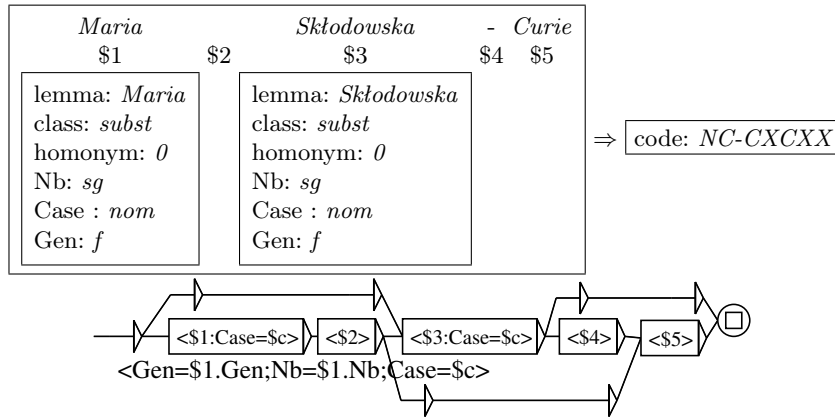 Maria Skłodowska - Curie
$1 $2 $3 $4 $5
lemma: Maria lemma: Skłodowska
class: subst class: subst
homonym: 0 homonym: 0
⇒ code: NC-CXCXX
Nb: sg Nb: sg
Case : nom Case : nom
Gen: f Gen: f
<$1:Case=$c> <$2> <$3:Case=$c> <$4> <$5>
<Gen=$1.Gen;Nb=$1.Nb;Case=$c>